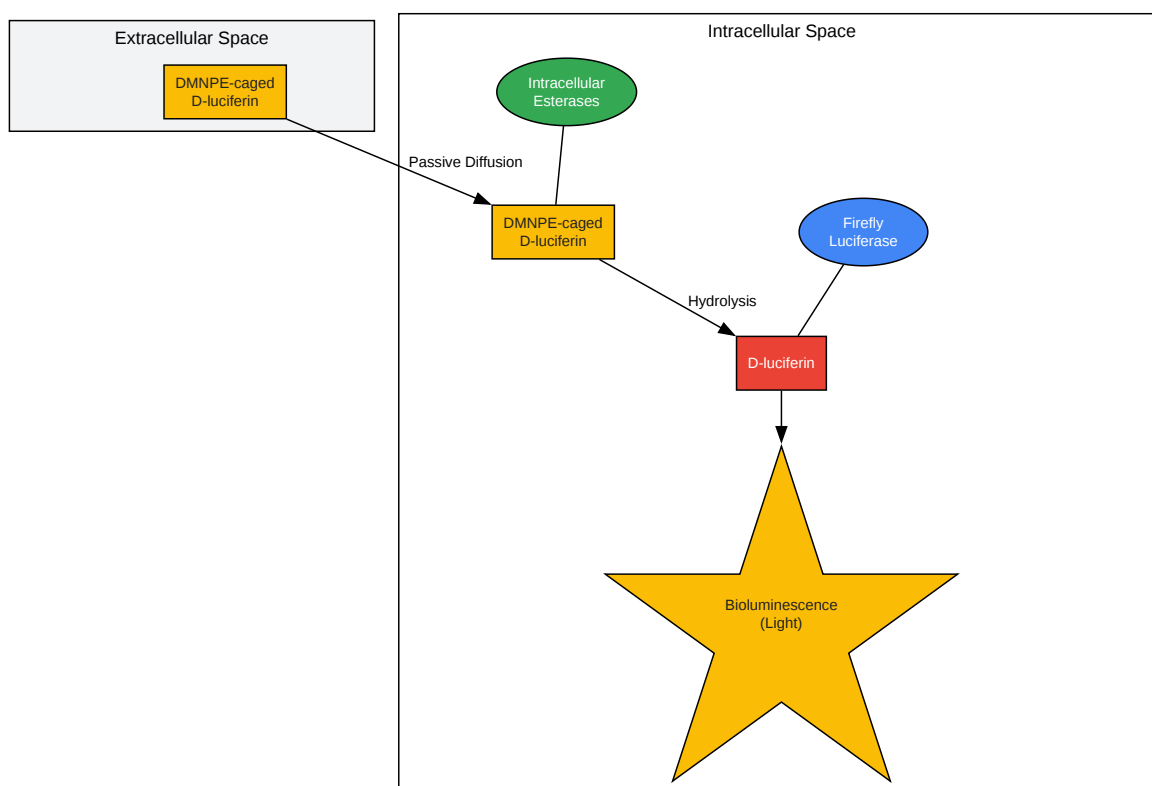 Extracellular Space
DMNPE-caged
D-luciferin
Intracellular Space
Intracellular
Esterases
Passive Diffusion
DMNPE-caged
D-luciferin
Firefly
Luciferase
Hydrolysis
D-luciferin
Bioluminescence
(Light)